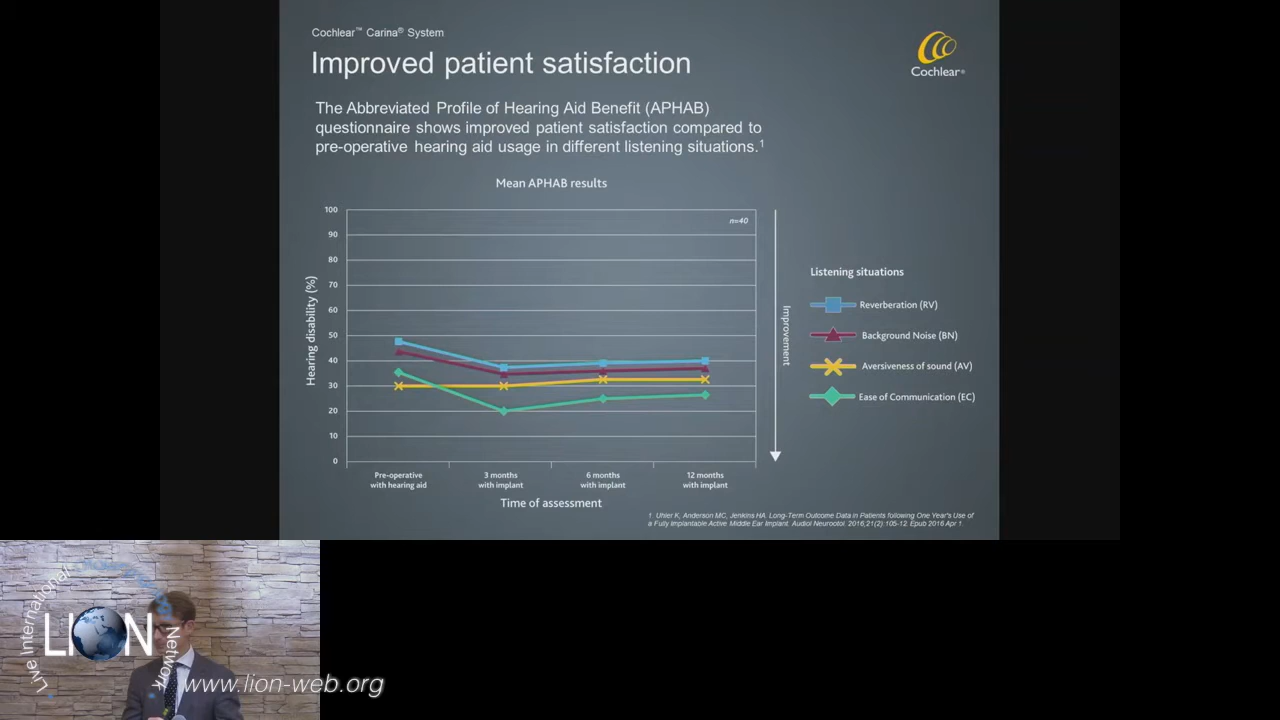 Cochlear™ Carina® System
Improved patient satisfaction
Cochlear®
The Abbreviated Profile of Hearing Aid Benefit (APHAB)
questionnaire shows improved patient satisfaction compared to
pre-operative hearing aid usage in different listening situations.¹
Mean APHAB results
n=40
100
90
80
70
60
50
40
30
20
10
0
Hearing disability (%)
Pre-operative
with hearing aid
3 months
with implant
6 months
with implant
12 months
with implant
Time of assessment
Improvement
Listening situations
Reverberation (RV)
Background Noise (BN)
Aversiveness of sound (AV)
Ease of Communication (EC)
1. Uhler K, Anderson MC, Jenkins HA. Long-Term Outcome Data in Patients following One Year's Use of
a Fully Implantable Active Middle Ear Implant. Audiol Neurootol. 2016;21(2):105-12. Epub 2016 Apr 1.
Live International
LION
Network
www.lion-web.org